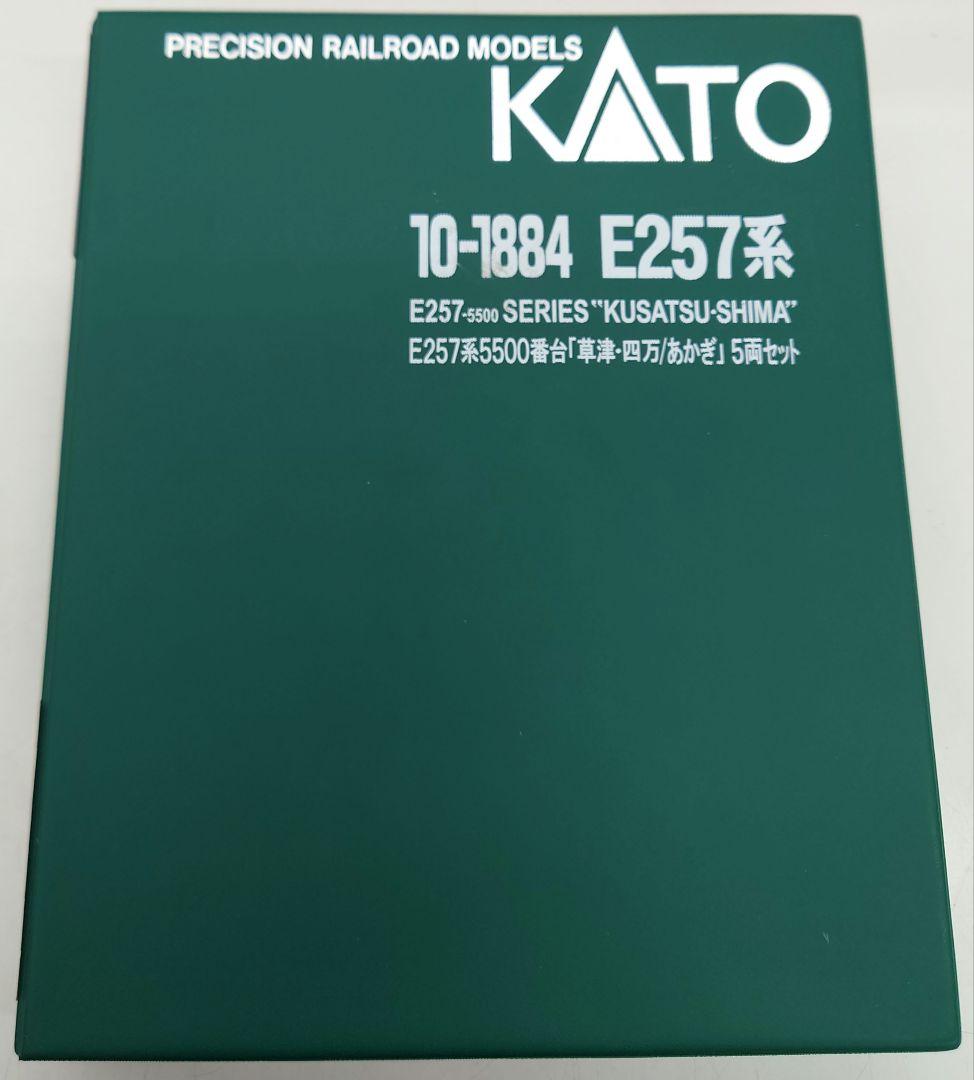 PRECISION RAILROAD MODELS
KATO
10-1884 E257系
E257-5500 SERIES "KUSATSU･SHIMA"
E257系5500番台｢草津･四万/あかぎ｣ 5両セット